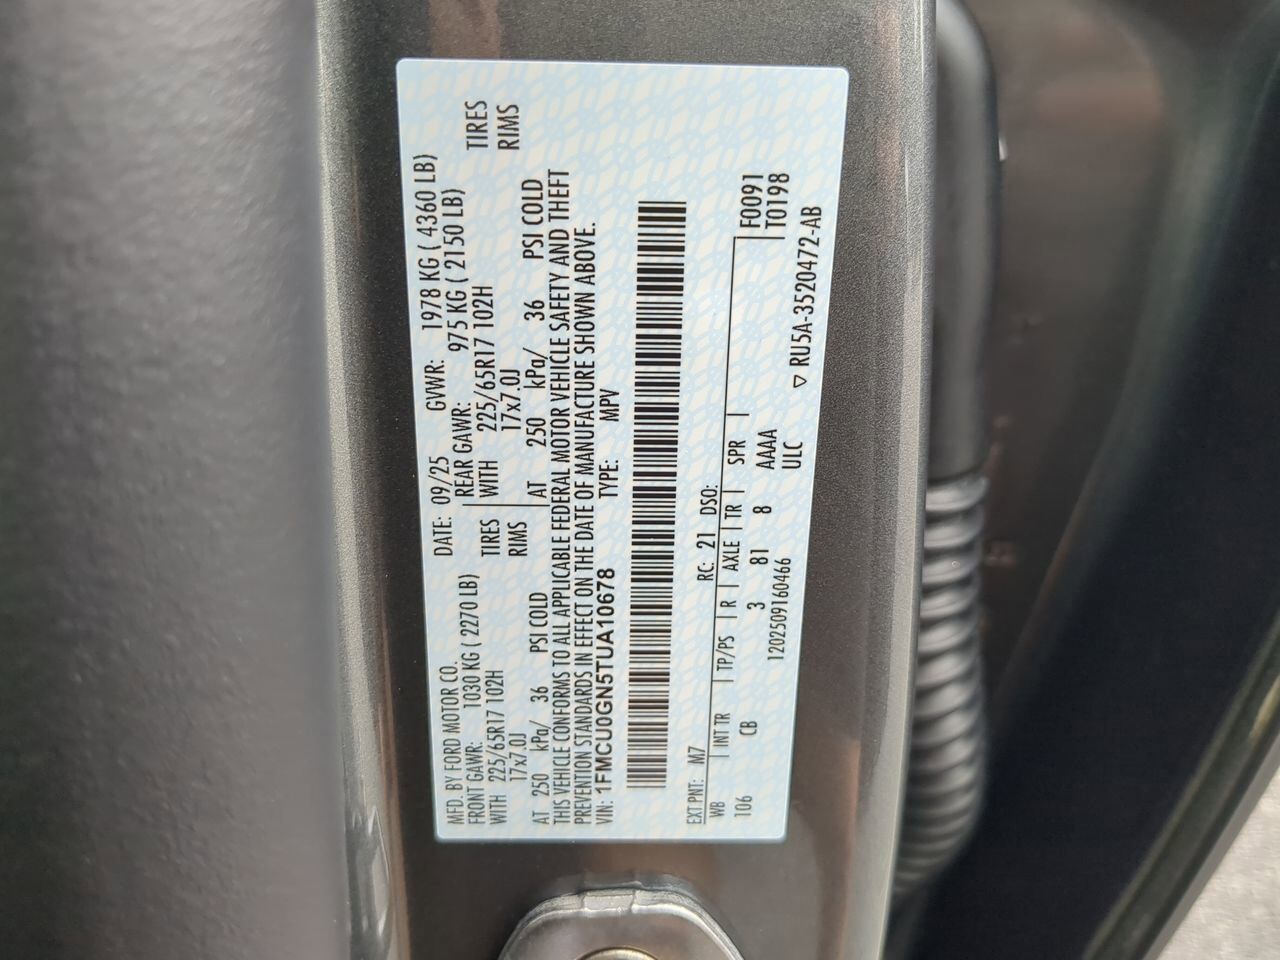 MFD. BY FORD MOTOR CO. DATE: 09/25 GVWR: 1978 KG ( 4360 LB)
FRONT GAWR: 1030 KG ( 2270 LB) REAR GAWR: 975 KG ( 2150 LB)
WITH 225/65R17 102H TIRES WITH 225/65R17 102H TIRES
17x7.0J RIMS 17x7.0J RIMS
AT 250 kPa/ 36 PSI COLD AT 250 kPa/ 36 PSI COLD
THIS VEHICLE CONFORMS TO ALL APPLICABLE FEDERAL MOTOR VEHICLE SAFETY AND THEFT
PREVENTION STANDARDS IN EFFECT ON THE DATE OF MANUFACTURE SHOWN ABOVE.
VIN: 1FMCU0GN5TUA10678 TYPE: MPV
EXT PNT: M7 RC: 21 DSO: F0091
WB INT TR TP/PS R AXLE TR SPR T0198
106 CB 3 81 8 AAAA
1202509160466 ULC
▽ RU5A-3520472-AB